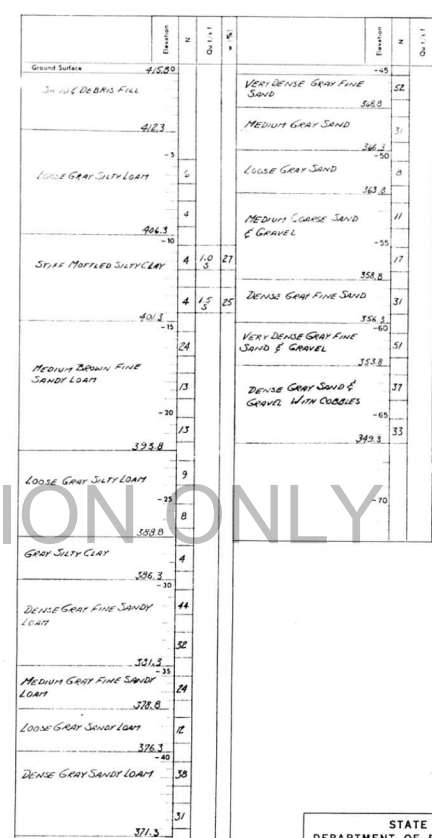 Elevation
N
Qu t/sf
w (%)
Ground Surface 415.80
& DEBRIS FILL
412.3
-5
LOOSE GRAY SILTY LOAM 6
4
406.3
-10
STIFF MOTTLED SILTY CLAY 4 1.0 S 27
4 1.5 S 25
401.3
-15
24
MEDIUM BROWN FINE
SANDY LOAM
13
-20
13
393.8
LOOSE GRAY SILTY LOAM 9
-25
8
388.8
GRAY SILTY CLAY
4
386.3
-30
DENSE GRAY FINE SANDY 44
LOAM
32
381.3
-35
MEDIUM GRAY FINE SANDY
LOAM 24
378.8
LOOSE GRAY SANDY LOAM 12
376.3
-40
DENSE GRAY SANDY LOAM 38
31
371.3
Elevation
N
Qu t/sf
-45
VERY DENSE GRAY FINE 52
SAND
368.8
MEDIUM GRAY SAND 31
366.3
-50
LOOSE GRAY SAND 8
363.8
MEDIUM COARSE SAND 11
& GRAVEL
-55
17
358.8
DENSE GRAY FINE SAND 31
356.3
-60
VERY DENSE GRAY FINE
SAND & GRAVEL 51
353.8
DENSE GRAY SAND & 37
GRAVEL WITH COBBLES
-65
33
349.3
-70
ION ONLY
STATE